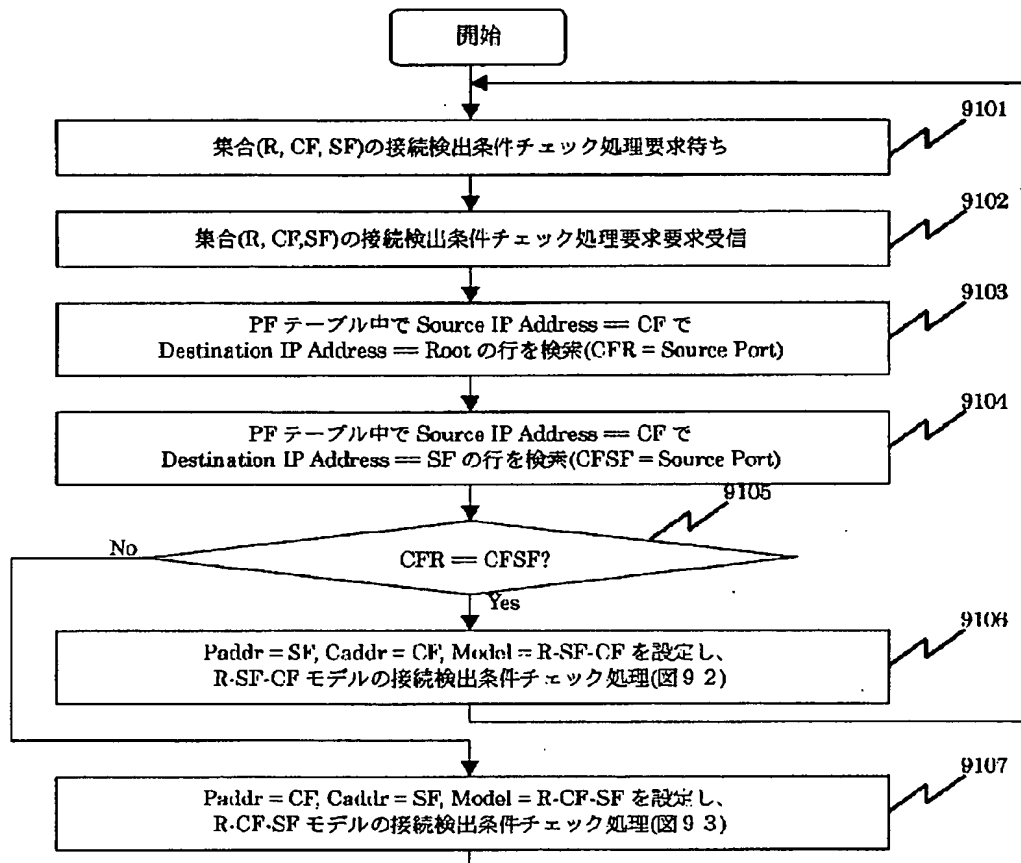 開始
9101
集合(R, CF, SF)の接続検出条件チェック処理要求待ち
9102
集合(R, CF,SF)の接続検出条件チェック処理要求要求受信
9103
PF テーブル中で Source IP Address == CF で
Destination IP Address == Root の行を検索(CFR = Source Port)
9104
PF テーブル中で Source IP Address == CF で
Destination IP Address == SF の行を検索(CFSF = Source Port)
9105
No
CFR == CFSF?
Yes
9106
Paddr = SF, Caddr = CF, Model = R-SF-CF を設定し、
R-SF-CF モデルの接続検出条件チェック処理(図９２)
9107
Paddr = CF, Caddr = SF, Model = R-CF-SF を設定し、
R-CF-SF モデルの接続検出条件チェック処理(図９３)